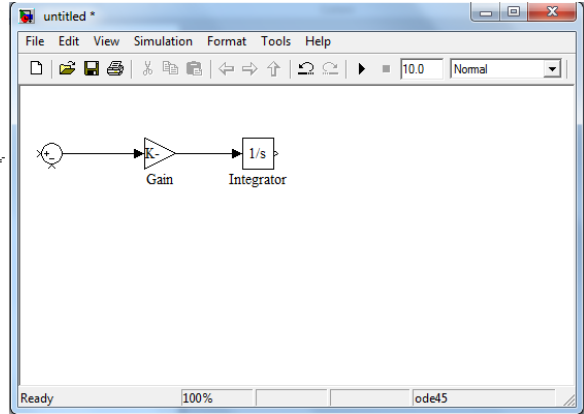 untitled *
File Edit View Simulation Format Tools Help
10.0 Normal
+ -
K- 1/s
Gain Integrator
Ready 100% ode45